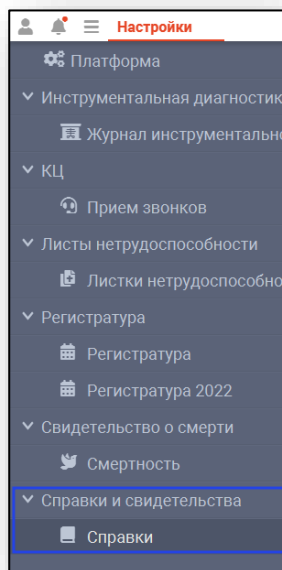 Настройки
Платформа
Инструментальная диагностик
Журнал инструментальн
КЦ
Прием звонков
Листы нетрудоспособности
Листки нетрудоспособно
Регистратура
Регистратура
Регистратура 2022
Свидетельство о смерти
Смертность
Справки и свидетельства
Справки